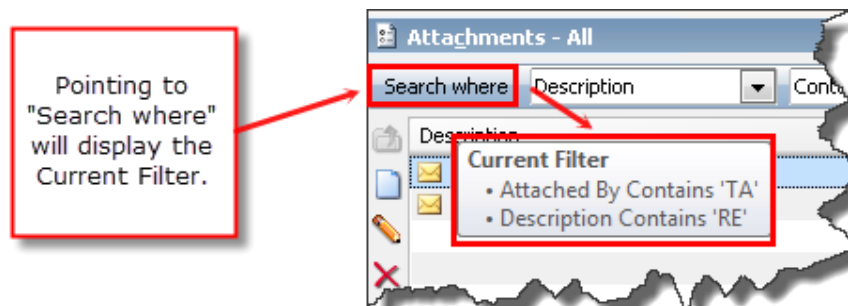 Pointing to
"Search where"
will display the
Current Filter.
Attachments - All
Search where Description
Description
Current Filter
• Attached By Contains 'TA'
• Description Contains 'RE'